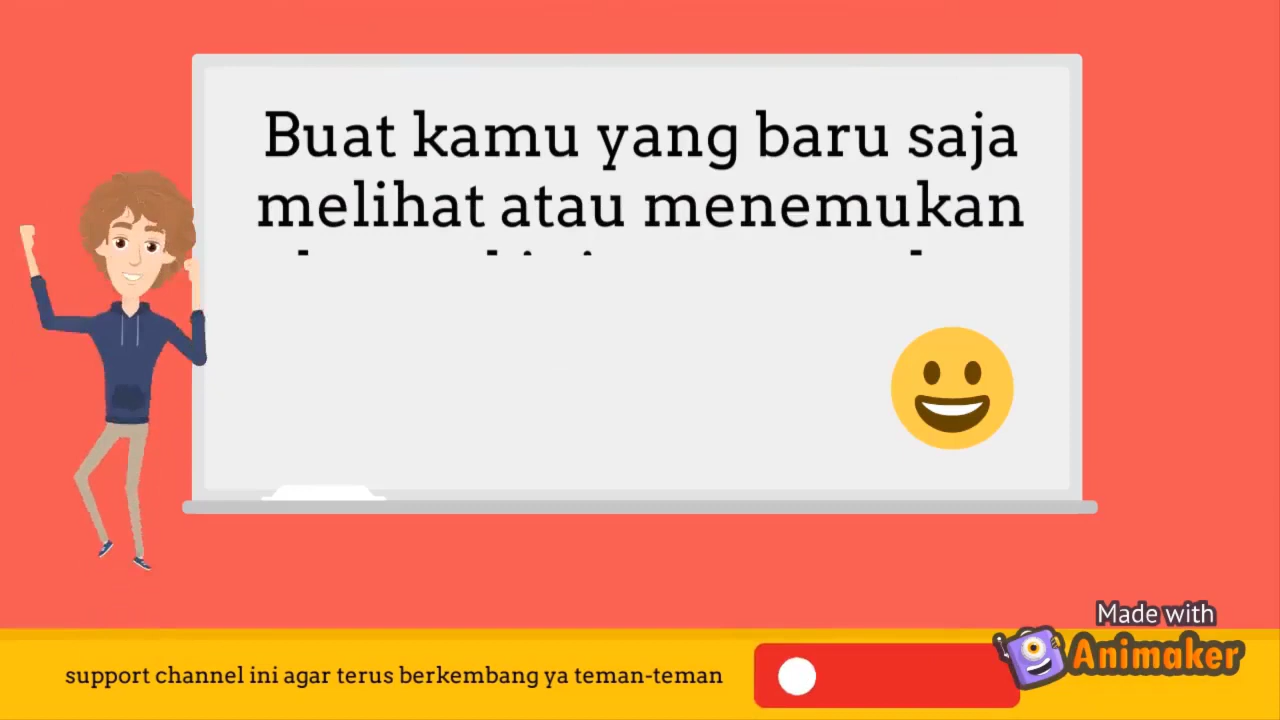 Buat kamu yang baru saja
melihat atau menemukan
support channel ini agar terus berkembang ya teman-teman
Made with
Animaker